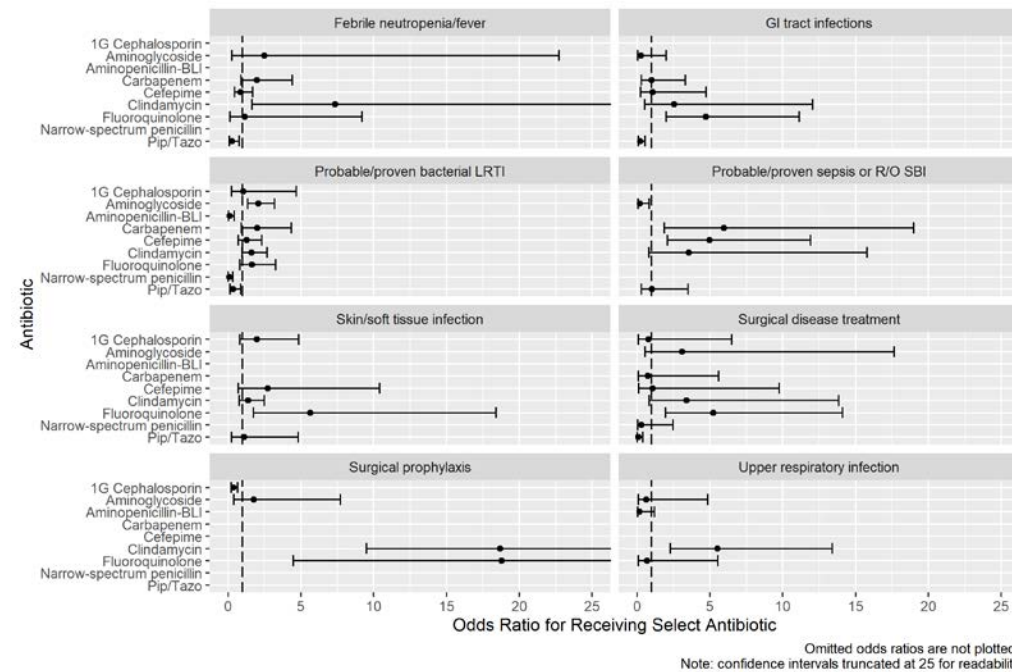 Febrile neutropenia/fever
GI tract infections
1G Cephalosporin
Aminoglycoside
Aminopenicillin-BLI
Carbapenem
Cefepime
Clindamycin
Fluoroquinolone
Narrow-spectrum penicillin
Pip/Tazo
Probable/proven bacterial LRTI
Probable/proven sepsis or R/O SBI
1G Cephalosporin
Aminoglycoside
Aminopenicillin-BLI
Carbapenem
Cefepime
Clindamycin
Fluoroquinolone
Narrow-spectrum penicillin
Pip/Tazo
Antibiotic
Skin/soft tissue infection
Surgical disease treatment
1G Cephalosporin
Aminoglycoside
Aminopenicillin-BLI
Carbapenem
Cefepime
Clindamycin
Fluoroquinolone
Narrow-spectrum penicillin
Pip/Tazo
Surgical prophylaxis
Upper respiratory infection
1G Cephalosporin
Aminoglycoside
Aminopenicillin-BLI
Carbapenem
Cefepime
Clindamycin
Fluoroquinolone
Narrow-spectrum penicillin
Pip/Tazo
0 5 10 15 20 25 0 5 10 15 20 25
Odds Ratio for Receiving Select Antibiotic
Omitted odds ratios are not plotted
Note: confidence intervals truncated at 25 for readabilit